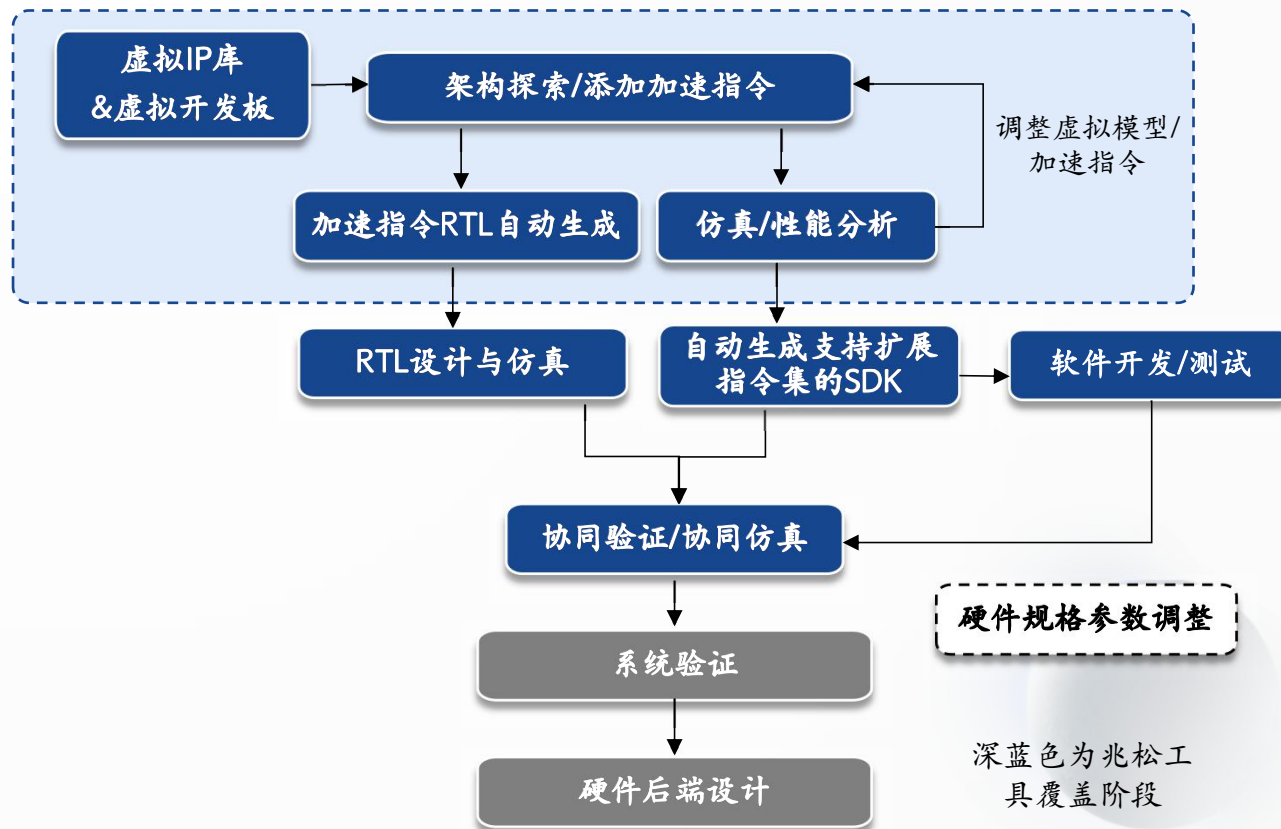 虚拟IP库
&虚拟开发板
架构探索/添加加速指令
调整虚拟模型/
加速指令
加速指令RTL自动生成
仿真/性能分析
RTL设计与仿真
自动生成支持扩展
指令集的SDK
软件开发/测试
协同验证/协同仿真
硬件规格参数调整
系统验证
硬件后端设计
深蓝色为兆松工
具覆盖阶段